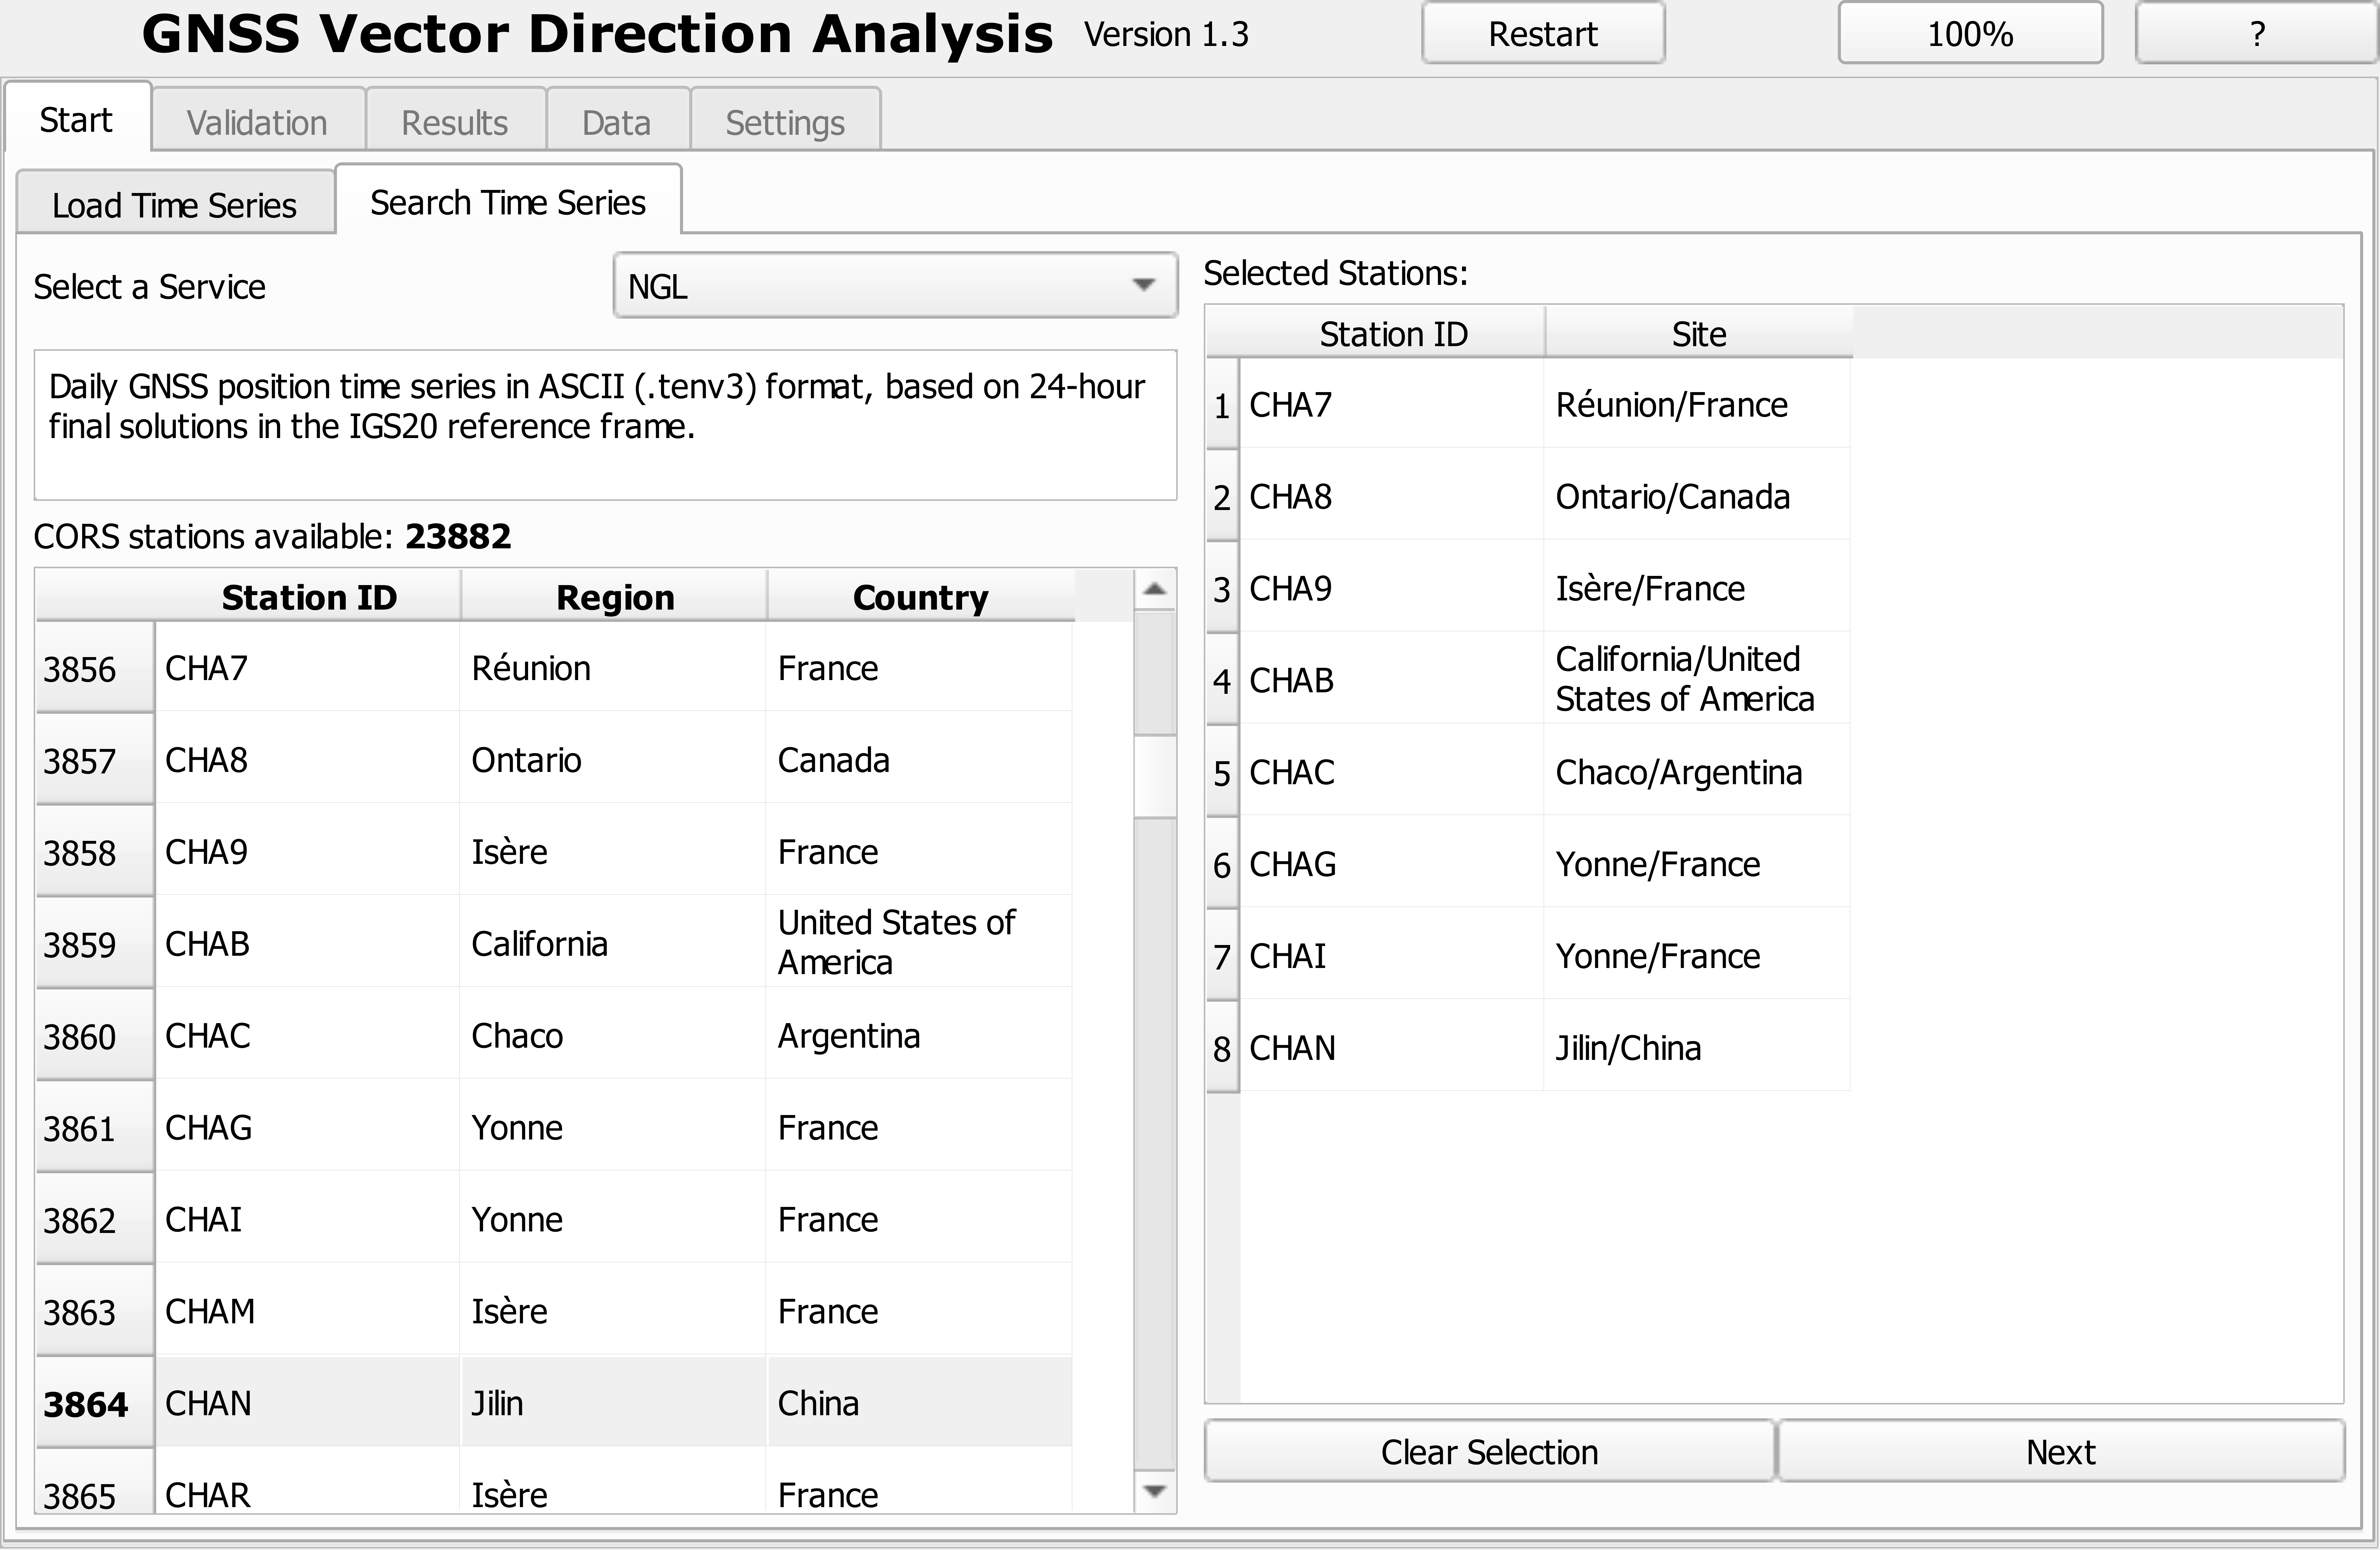 GNSS Vector Direction Analysis Version 1.3 Restart 100% ?
Start Validation Results Data Settings
Load Time Series Search Time Series
Select a Service NGL
Daily GNSS position time series in ASCII (.tenv3) format, based on 24-hour
final solutions in the IGS20 reference frame.
CORS stations available: 23882
Station ID Region Country
3856 CHA7 Réunion France
3857 CHA8 Ontario Canada
3858 CHA9 Isère France
3859 CHAB California United States of
America
3860 CHAC Chaco Argentina
3861 CHAG Yonne France
3862 CHAI Yonne France
3863 CHAM Isère France
3864 CHAN Jilin China
3865 CHAR Isère France
Selected Stations:
Station ID Site
1 CHA7 Réunion/France
2 CHA8 Ontario/Canada
3 CHA9 Isère/France
4 CHAB California/United
States of America
5 CHAC Chaco/Argentina
6 CHAG Yonne/France
7 CHAI Yonne/France
8 CHAN Jilin/China
Clear Selection Next